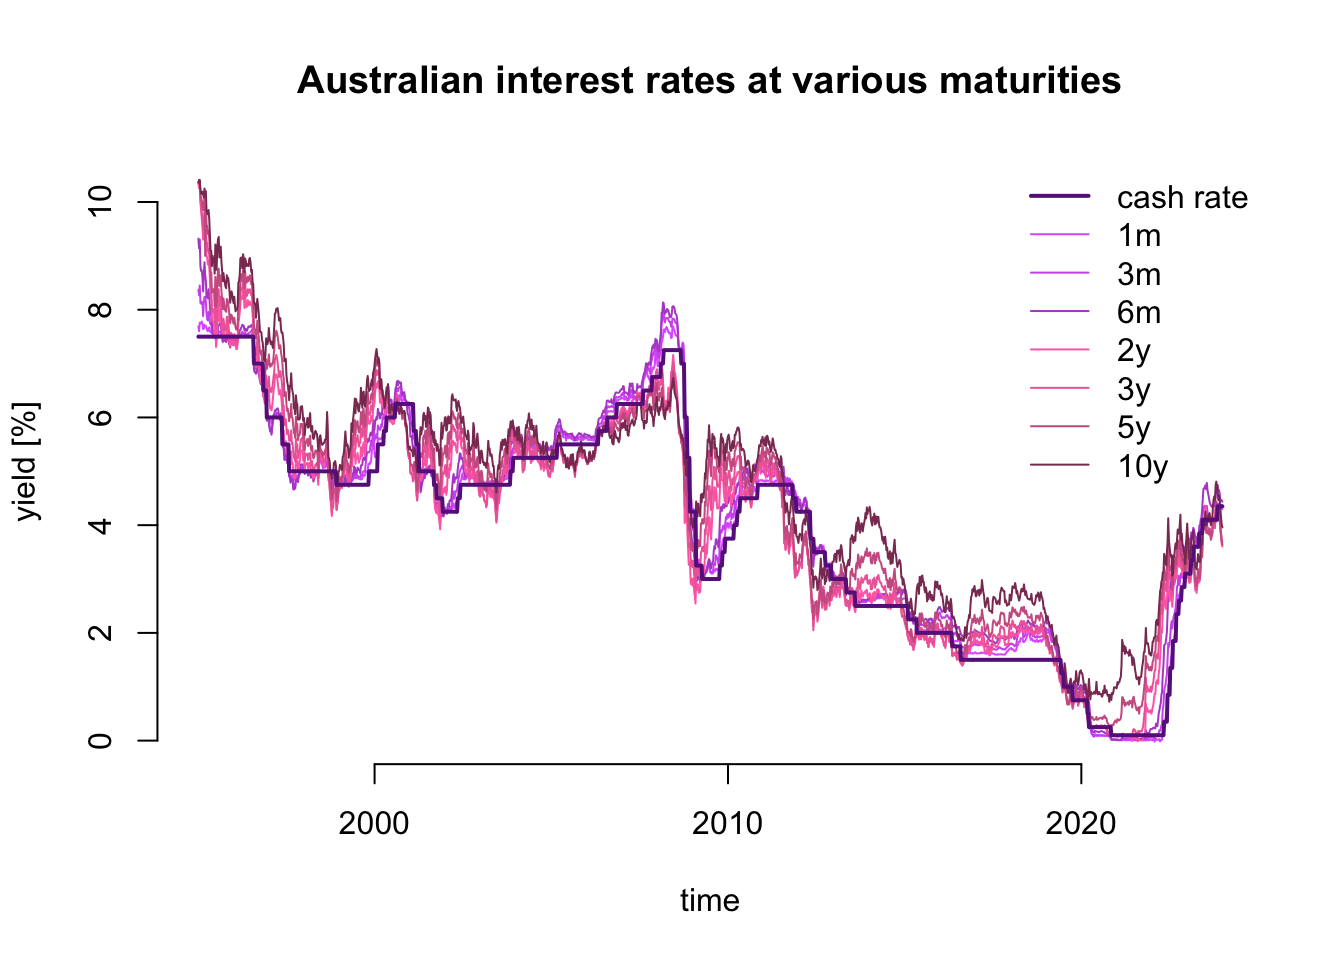 Australian interest rates at various maturities
yield [%]
10
8
6
4
2
0
cash rate
1m
3m
6m
2y
3y
5y
10y
2000
2010
2020
time